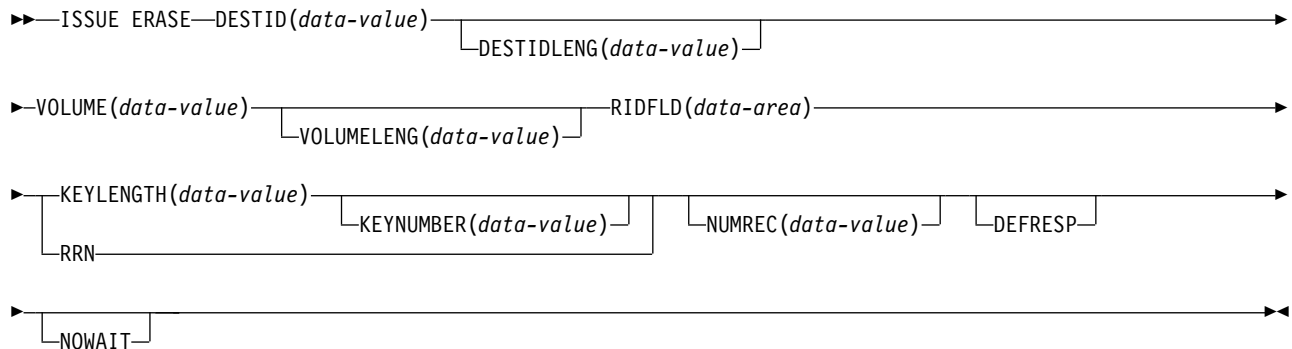 ISSUE ERASE DESTID(data-value)
DESTIDLENG(data-value)
VOLUME(data-value) RIDFLD(data-area)
VOLUMELENG(data-value)
KEYLENGTH(data-value)
KEYNUMBER(data-value) NUMREC(data-value) DEFRESP
RRN
NOWAIT